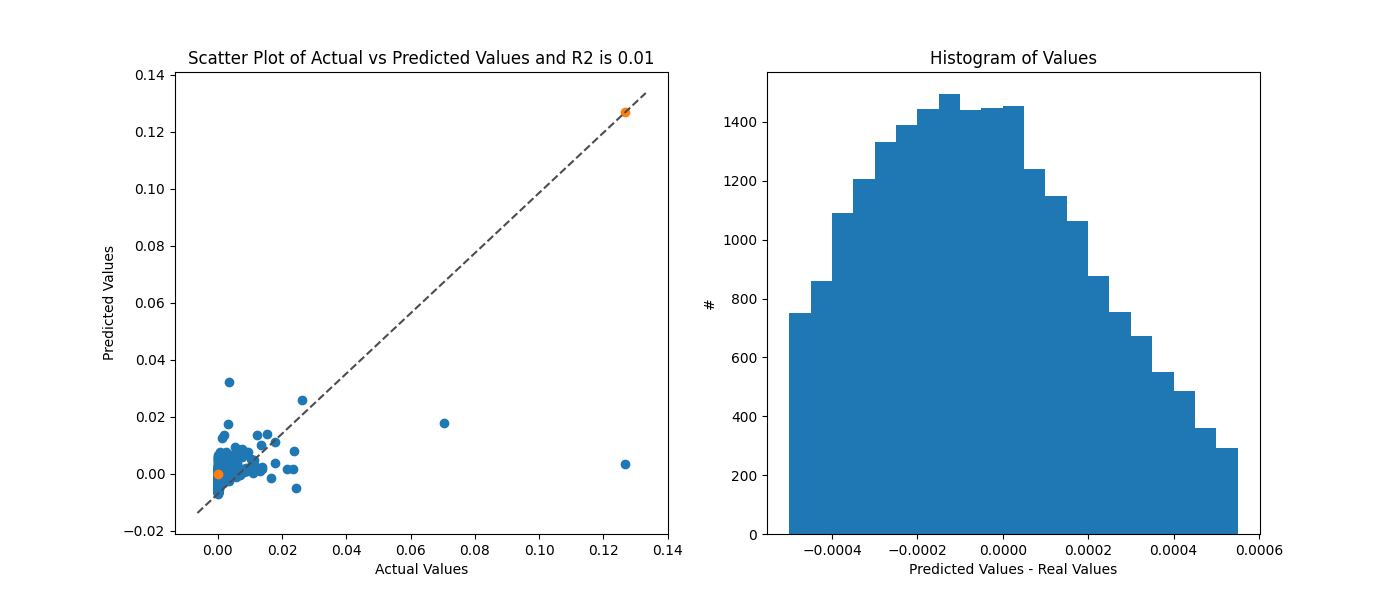 Scatter Plot of Actual vs Predicted Values and R2 is 0.01
0.14
0.12
0.10
0.08
0.06
0.04
0.02
0.00
−0.02
Predicted Values
0.00 0.02 0.04 0.06 0.08 0.10 0.12 0.14
Actual Values
Histogram of Values
1400
1200
1000
800
600
400
200
0
#
−0.0004 −0.0002 0.0000 0.0002 0.0004 0.0006
Predicted Values - Real Values